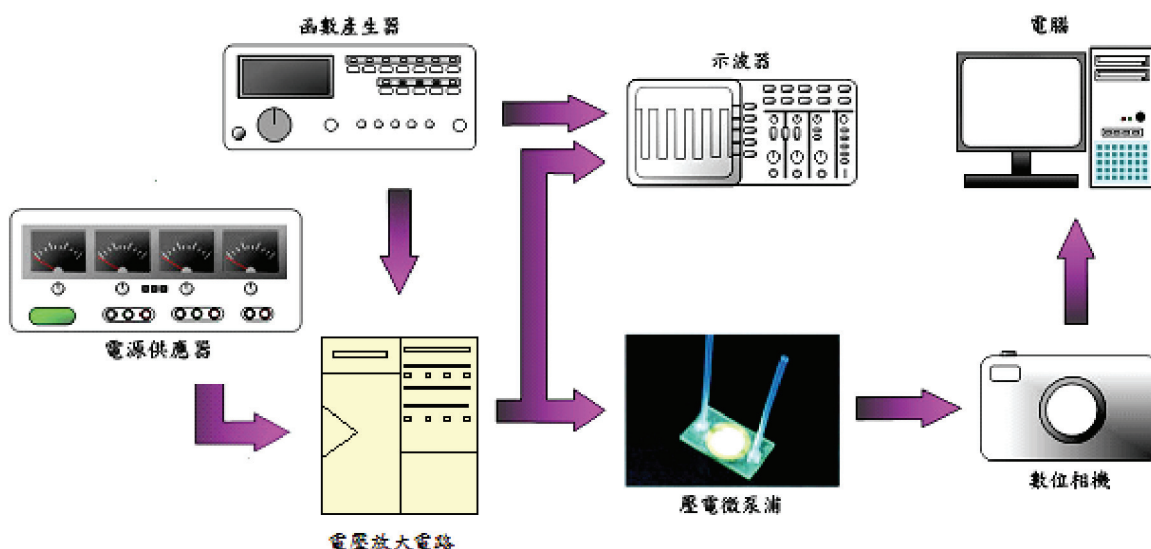 函數產生器
示波器
電腦
電源供應器
電壓放大電路
壓電微泵浦
數位相機